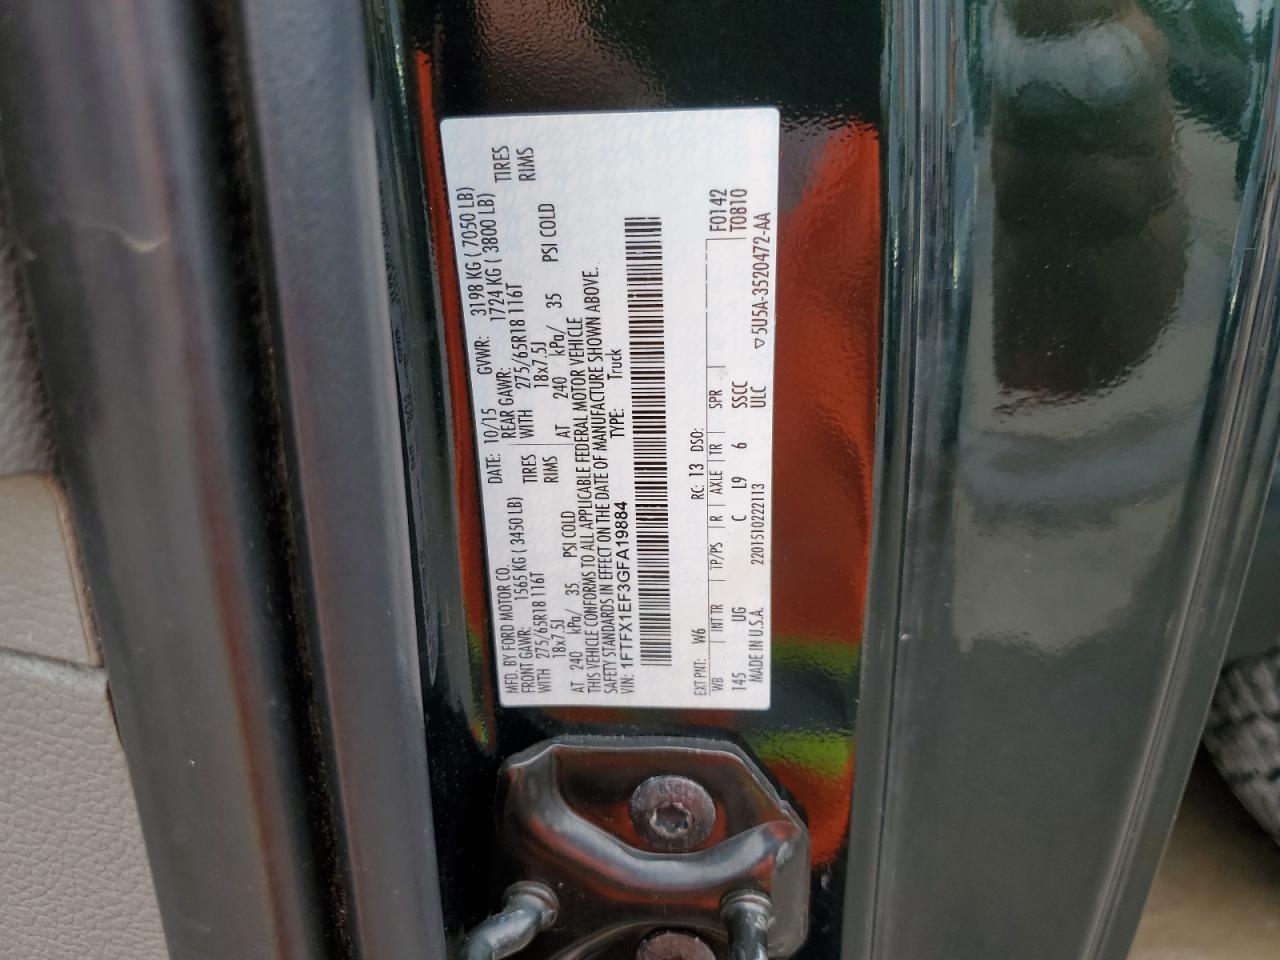 MFD. BY FORD MOTOR CO. DATE: 10/15 GVWR: 3198 KG ( 7050 LB)
FRONT GAWR: 1565 KG ( 3450 LB) REAR GAWR: 1724 KG ( 3800 LB)
WITH 275/65R18 116T TIRES WITH 275/65R18 116T TIRES
18x7.5J RIMS 18x7.5J RIMS
AT 240 kPa/ 35 PSI COLD AT 240 kPa/ 35 PSI COLD
THIS VEHICLE CONFORMS TO ALL APPLICABLE FEDERAL MOTOR VEHICLE
SAFETY STANDARDS IN EFFECT ON THE DATE OF MANUFACTURE SHOWN ABOVE.
VIN: 1FTFX1EF3GFA19884 TYPE: Truck
EXT PNT: W6 RC: 13 DSO: F0142
WB INT TR TP/PS R AXLE TR SPR T0810
145 UG C L9 6 SSCC
MADE IN U.S.A. 2201510222113 ULC ▽5U5A-3520472-AA